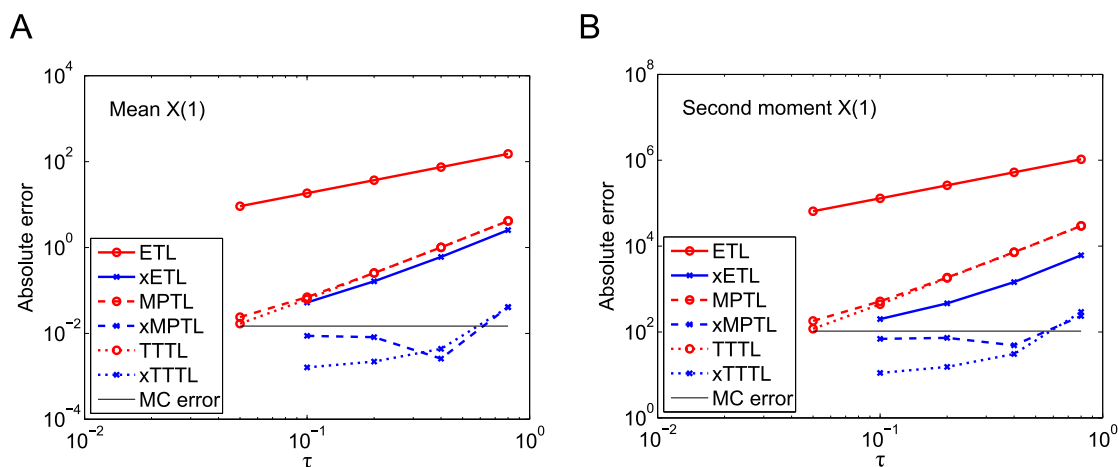 A
Mean X(1)
Absolute error
10^4
10^2
10^0
10^-2
10^-4
ETL
xETL
MPTL
xMPTL
TTTL
xTTTL
MC error
10^-2
10^-1
10^0
τ
B
Second moment X(1)
Absolute error
10^8
10^6
10^4
10^2
10^0
ETL
xETL
MPTL
xMPTL
TTTL
xTTTL
MC error
10^-2
10^-1
10^0
τ